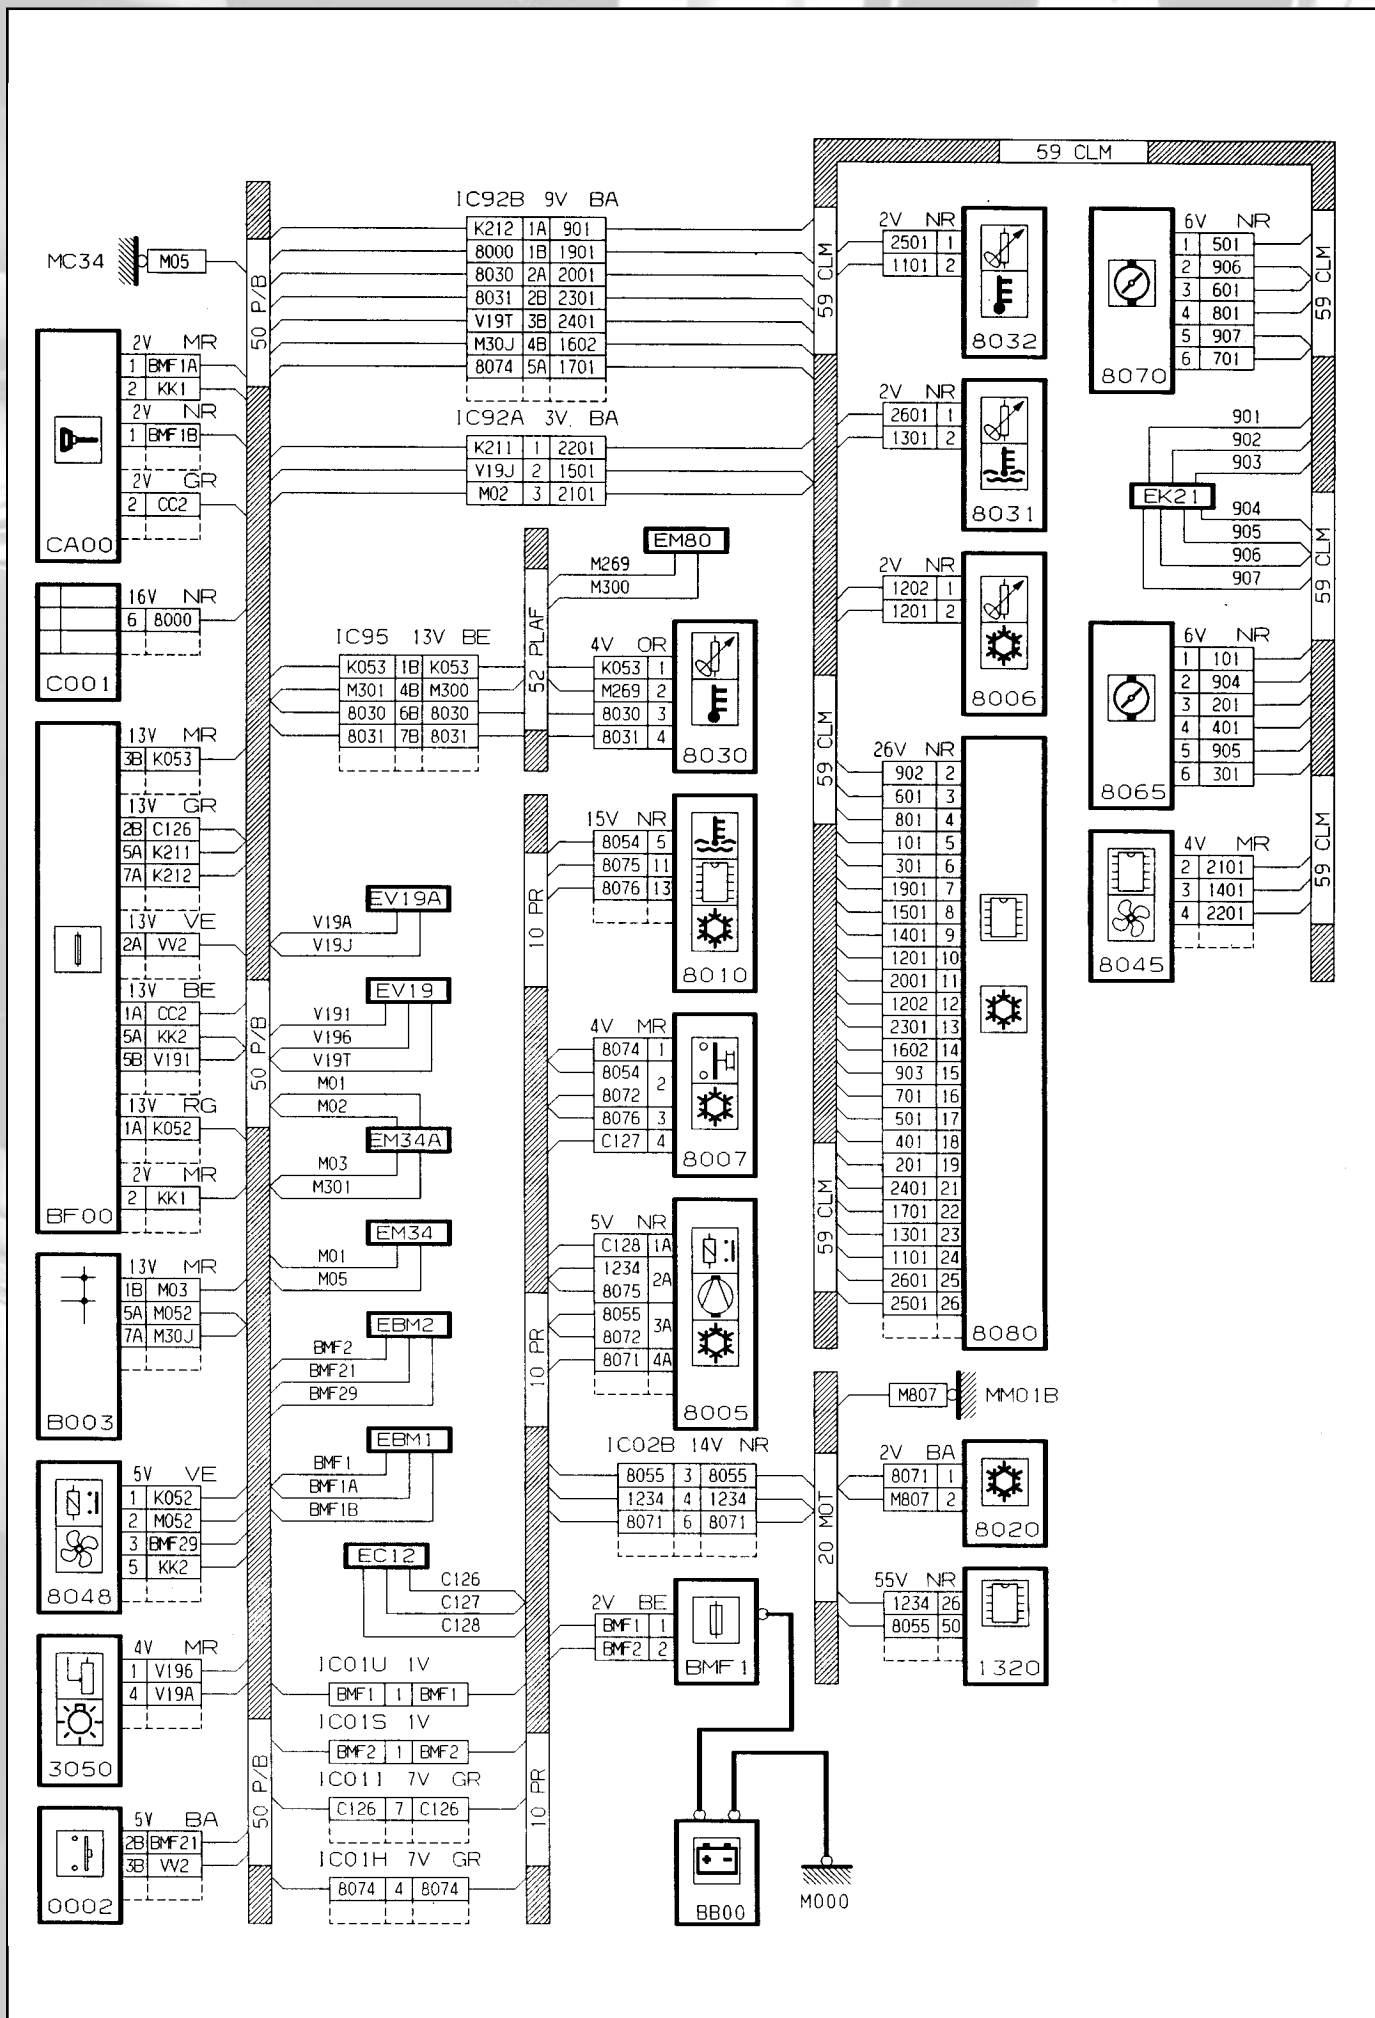 59 CLM
IC92B 9V BA
K212 1A 901
8000 1B 1901
8030 2A 2001
8031 2B 2301
V19T 3B 2401
M30J 4B 1602
8074 5A 1701
IC92A 3V. BA
K211 1 2201
V19J 2 1501
M02 3 2101
MC34 M05
50 P/B
2V MR
1 BMF1A
2 KK1
2V NR
1 BMF1B
2V GR
2 CC2
CA00
16V NR
6 8000
C001
13V MR
3B K053
13V GR
2B C126
5A K211
7A K212
13V VE
2A VV2
13V BE
1A CC2
5A KK2
5B V191
13V RG
1A K052
2V MR
2 KK1
BF00
13V MR
1B M03
5A M052
7A M30J
B003
5V VE
1 K052
2 M052
3 BMF29
5 KK2
8048
4V MR
1 V196
4 V19A
3050
5V BA
2B BMF21
3B VV2
0002
50 P/B
50 P/B
IC95 13V BE
K053 1B K053
M301 4B M300
8030 6B 8030
8031 7B 8031
EV19A
V19A
V19J
EV19
V191
V196
V19T
M01
M02
EM34A
M03
M301
EM34
M01
M05
EBM2
BMF2
BMF21
BMF29
EBM1
BMF1
BMF1A
BMF1B
EC12
C126
C127
C128
IC01U 1V
BMF1 1 BMF1
IC01S 1V
BMF2 1 BMF2
IC011 7V GR
C126 7 C126
IC01H 7V GR
8074 4 8074
52 PLAF
EM80
M269
M300
4V OR
K053 1
M269 2
8030 3
8031 4
8030
10 PR
15V NR
8054 5
8075 11
8076 13
8010
4V MR
8074 1
8054
2
8072
8076 3
C127 4
8007
5V NR
C128 1A
1234
2A
8075
8055
3A
8072
8071 4A
8005
10 PR
IC02B 14V NR
8055 3 8055
1234 4 1234
8071 6 8071
2V BE
BMF1 1
BMF2 2
BMF1
10 PR
BB00
M000
59 CLM
2V NR
2501 1
1101 2
8032
2V NR
2601 1
1301 2
8031
2V NR
1202 1
1201 2
8006
59 CLM
26V NR
902 2
601 3
801 4
101 5
301 6
1901 7
1501 8
1401 9
1201 10
2001 11
1202 12
2301 13
1602 14
903 15
701 16
501 17
401 18
201 19
2401 21
1701 22
1301 23
1101 24
2601 25
2501 26
8080
59 CLM
M807 MM01B
2V BA
8071 1
M807 2
8020
20 MOT
55V NR
1234 26
8055 50
1320
6V NR
1 501
2 906
3 601
4 801
5 907
6 701
8070
59 CLM
901
902
903
EK21
904
905
906
907
59 CLM
6V NR
1 101
2 904
3 201
4 401
5 905
6 301
8065
4V MR
2 2101
3 1401
4 2201
8045
59 CLM